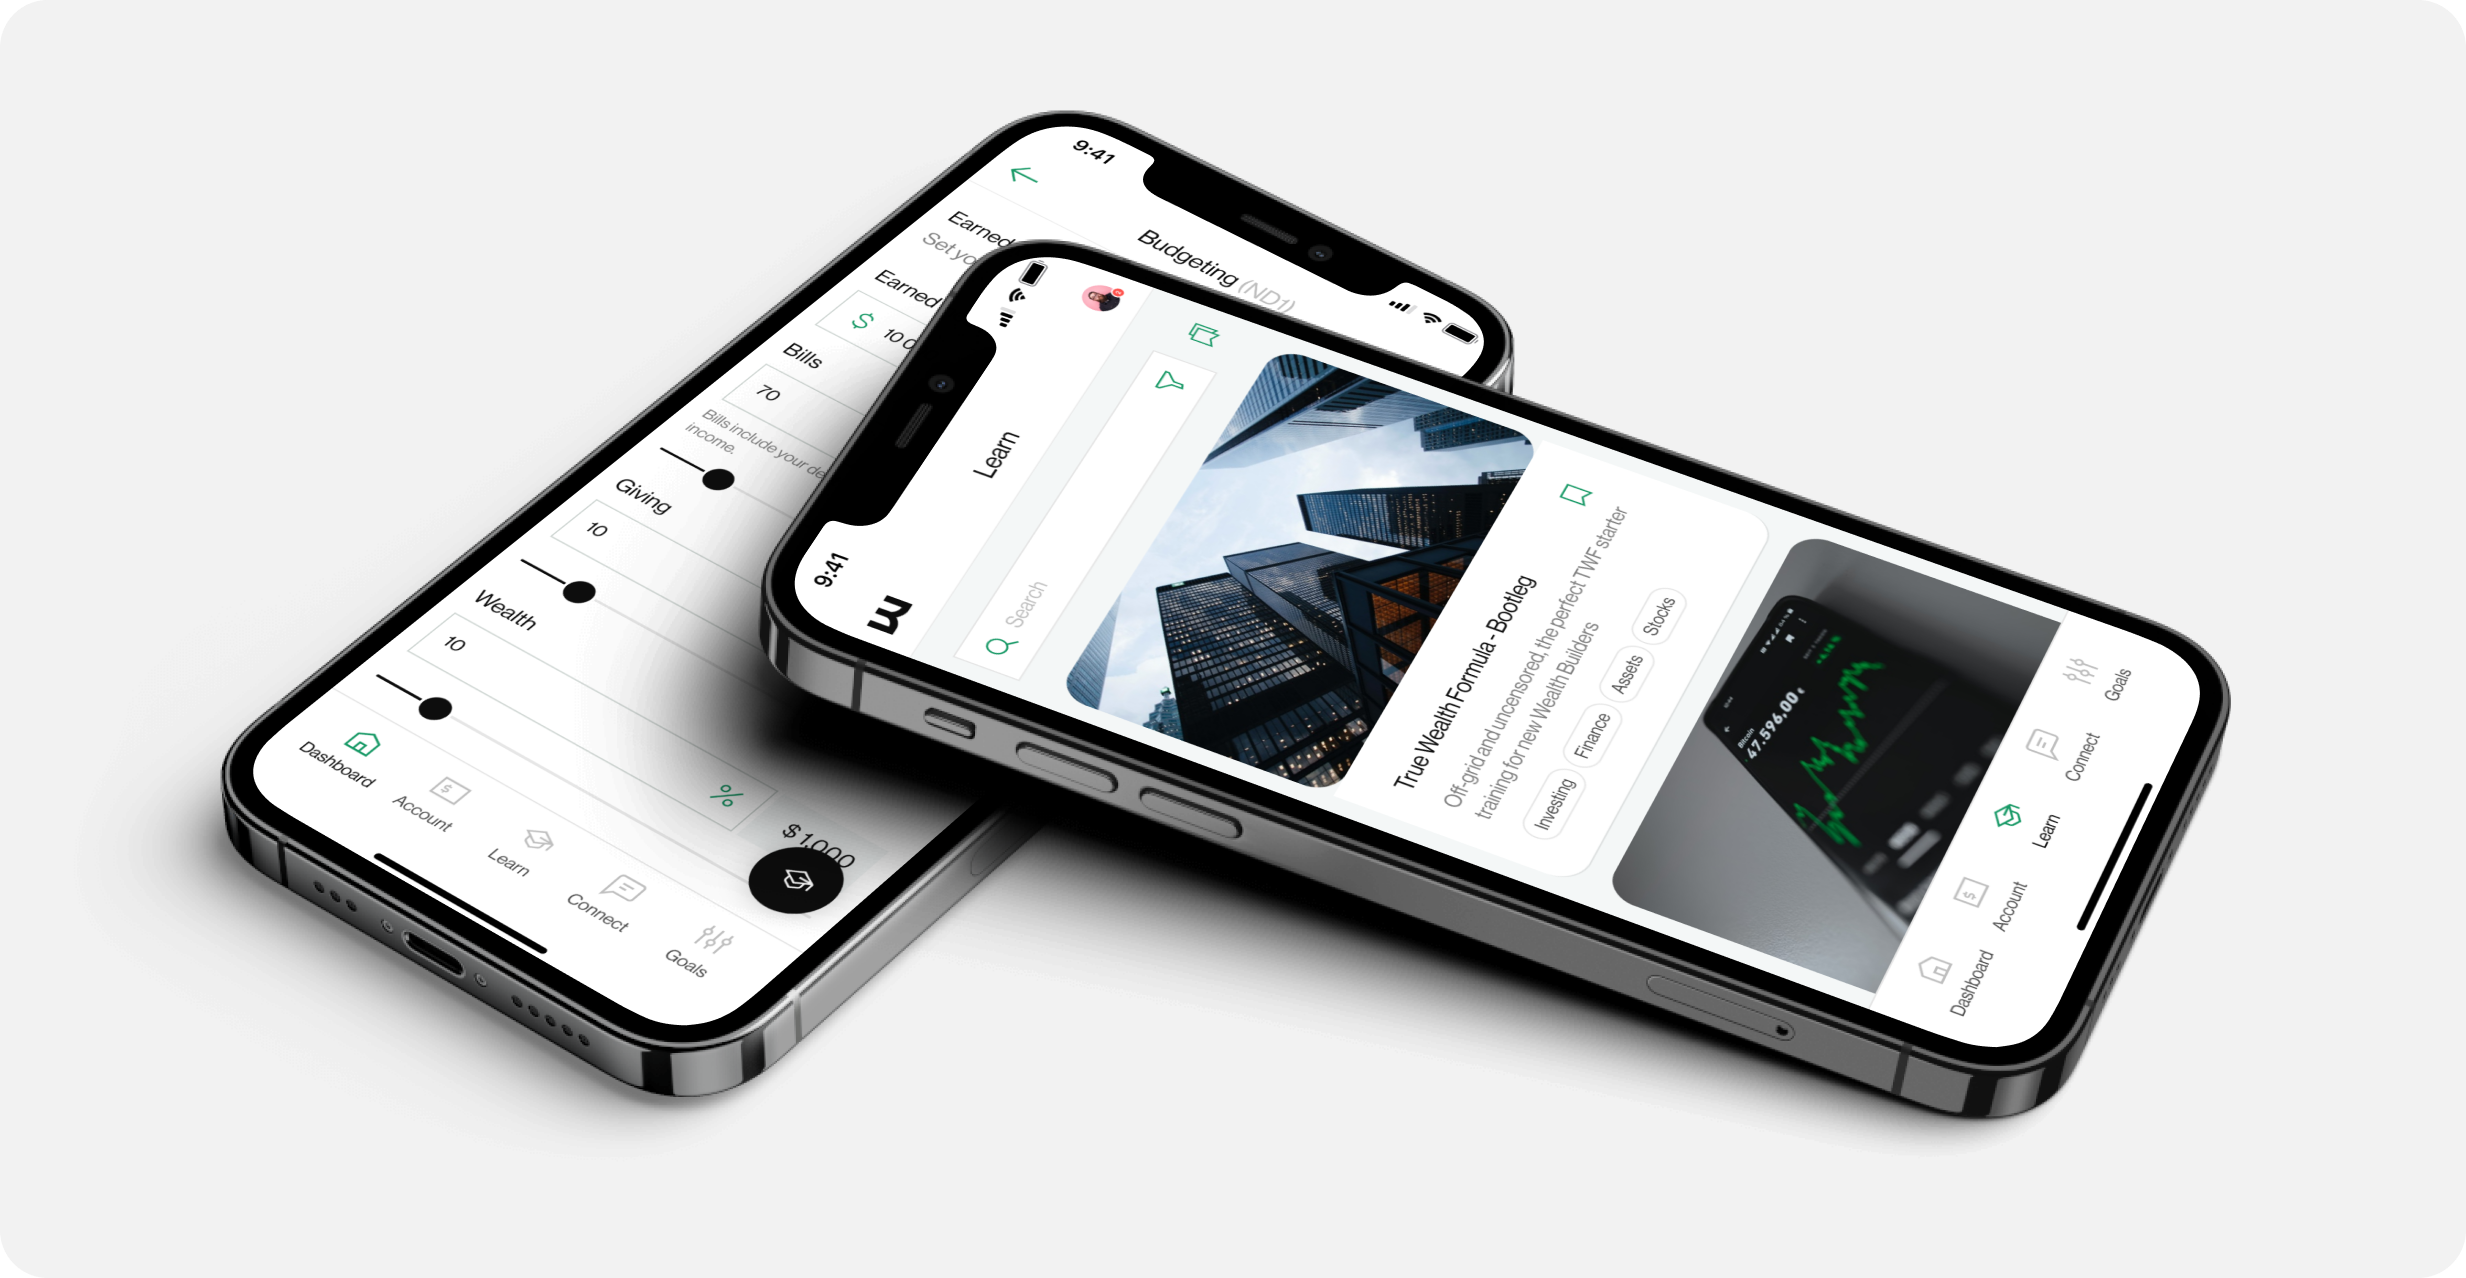 9:41
Budgeting (ND1)
Earned
Set yo
Earned
$ 10 0
Bills
70
Bills include your de
income.
Giving
10
Wealth
10
%
$ 1,000
Dashboard
Account
Learn
Connect
Goals
9:41
Learn
Search
True Wealth Formula - Bootleg
Off-grid and uncensored, the perfect TWF starter
training for new Wealth Builders
Investing
Finance
Assets
Stocks
Bitcoin
47.596,00 €
Dashboard
Account
Learn
Connect
Goals